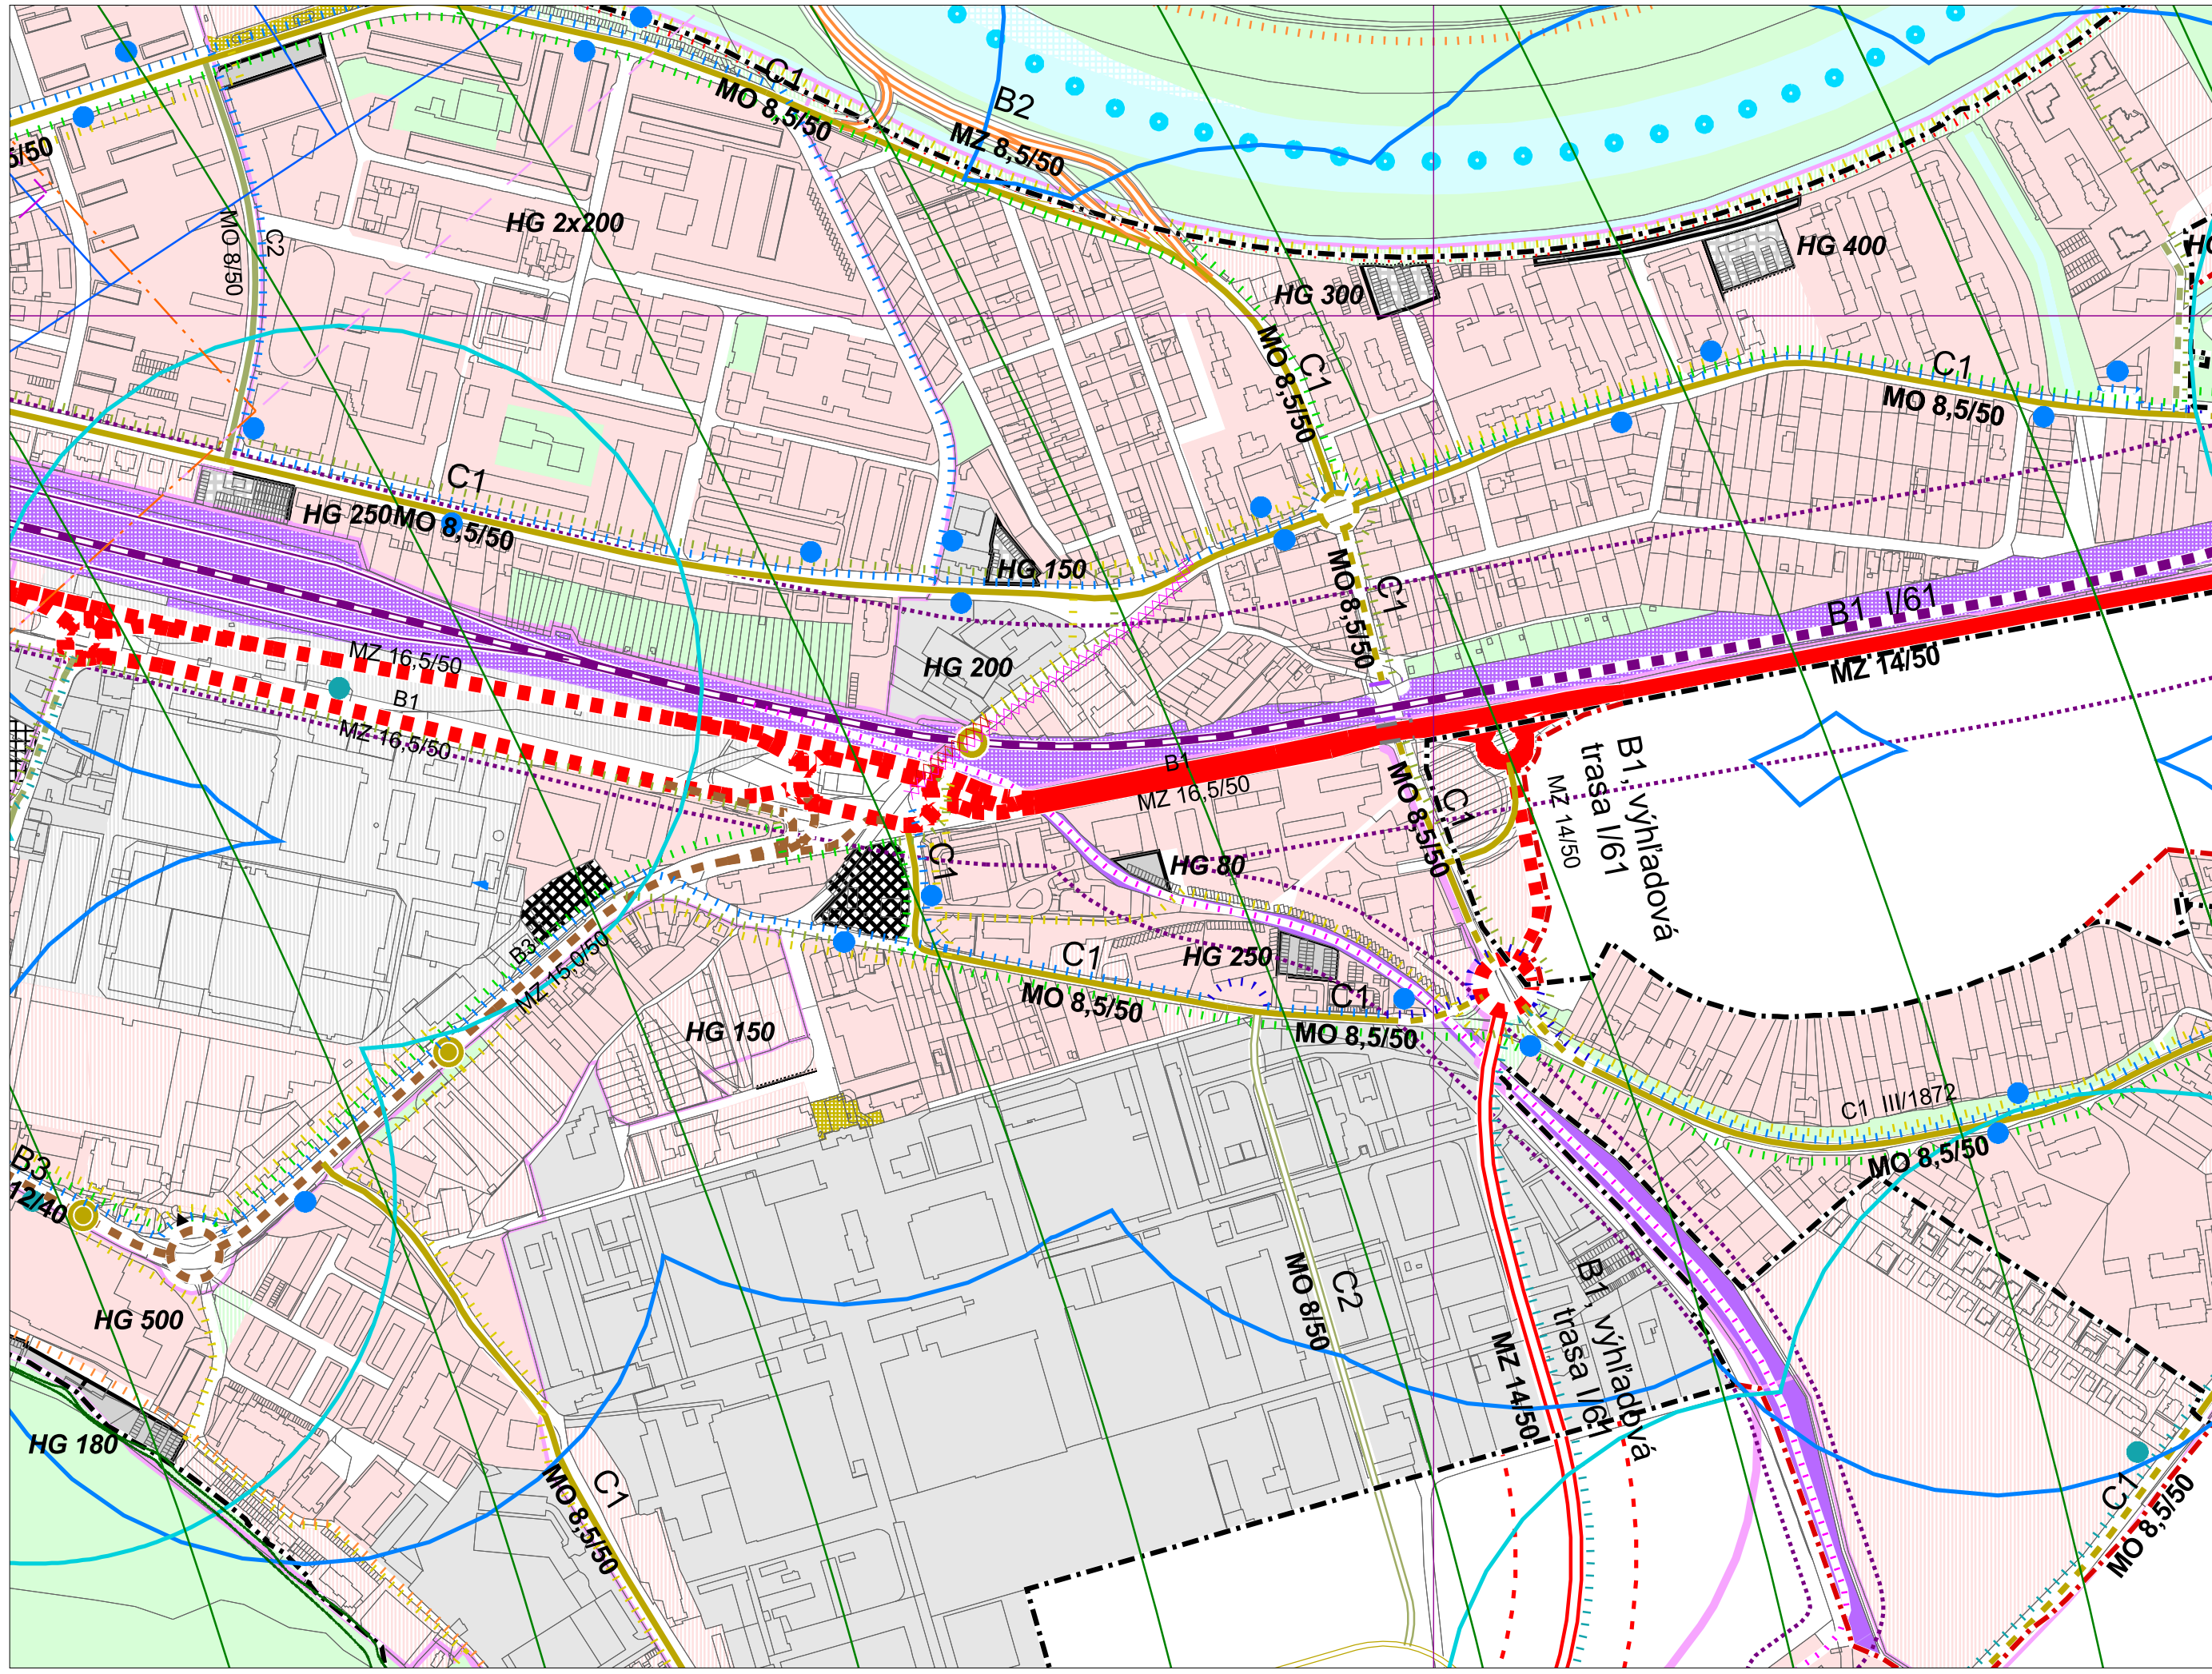 C1
MO 8,5/50
B2
MZ 8,5/50
5/50
HG 2x200
MO 8/50
C2
HG 300
HG 400
HG
C1
MO 8,5/50
C1
MO 8,5/50
C1
HG 250
MO 8,5/50
HG 150
C1
MO 8,5/50
B1 I/61
MZ 14/50
HG 200
MZ 16,5/50
B1
MZ 16,5/50
B1
MZ 16,5/50
B1, výhľadová
trasa I/61
MZ 14/50
C1
MO 8,5/50
C1
HG 80
B3
MZ 15,0/50
C1
MO 8,5/50
HG 250
C1
MO 8,5/50
HG 150
C1 III/1872
MO 8,5/50
B3
12/40
HG 500
HG 180
C2
MO 8/50
B1, výhľadová
trasa I/61
MZ 14/50
C1
MO 8,5/50
C1
MO 8,5/50